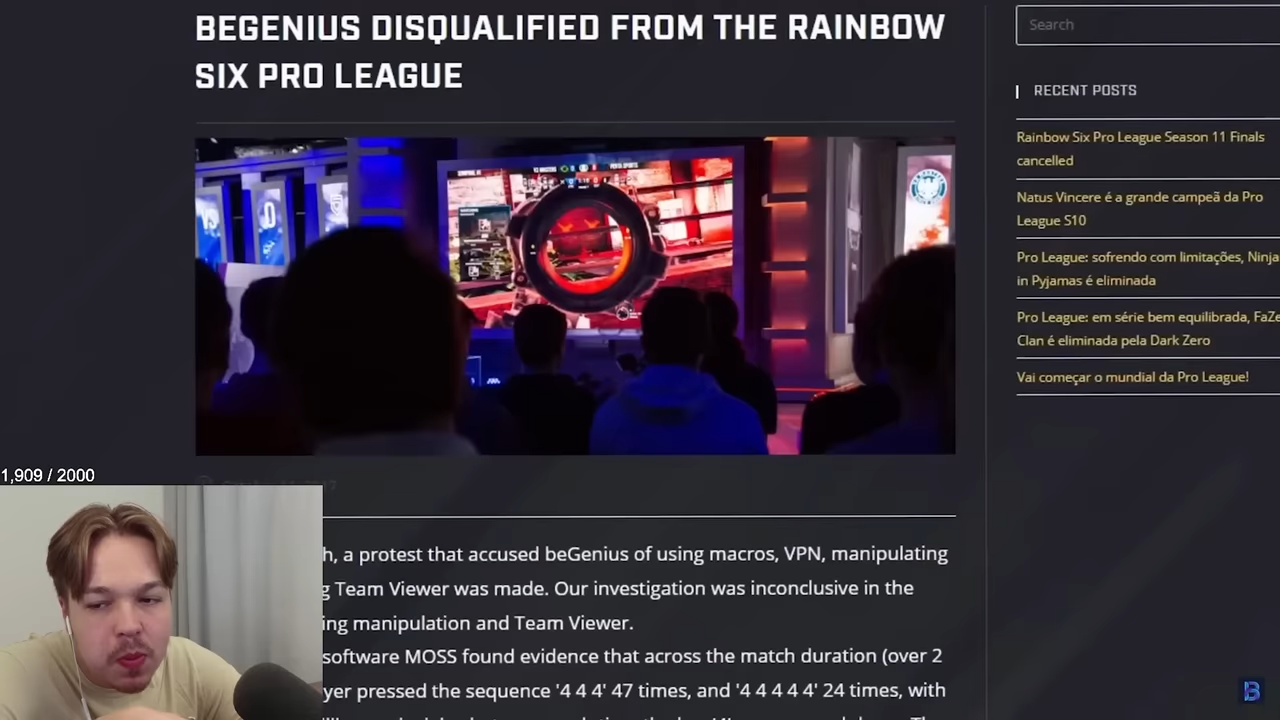 BEGENIUS DISQUALIFIED FROM THE RAINBOW
SIX PRO LEAGUE
Search
RECENT POSTS
Rainbow Six Pro League Season 11 Finals
cancelled
Natus Vincere é a grande campeã da Pro
League S10
Pro League: sofrendo com limitações, Ninja
in Pyjamas é eliminada
Pro League: em série bem equilibrada, FaZe
Clan é eliminada pela Dark Zero
Vai começar o mundial da Pro League!
1,909 / 2000
h, a protest that accused beGenius of using macros, VPN, manipulating
g Team Viewer was made. Our investigation was inconclusive in the
ing manipulation and Team Viewer.
software MOSS found evidence that across the match duration (over 2
yer pressed the sequence '4 4 4' 47 times, and '4 4 4 4 4' 24 times, with